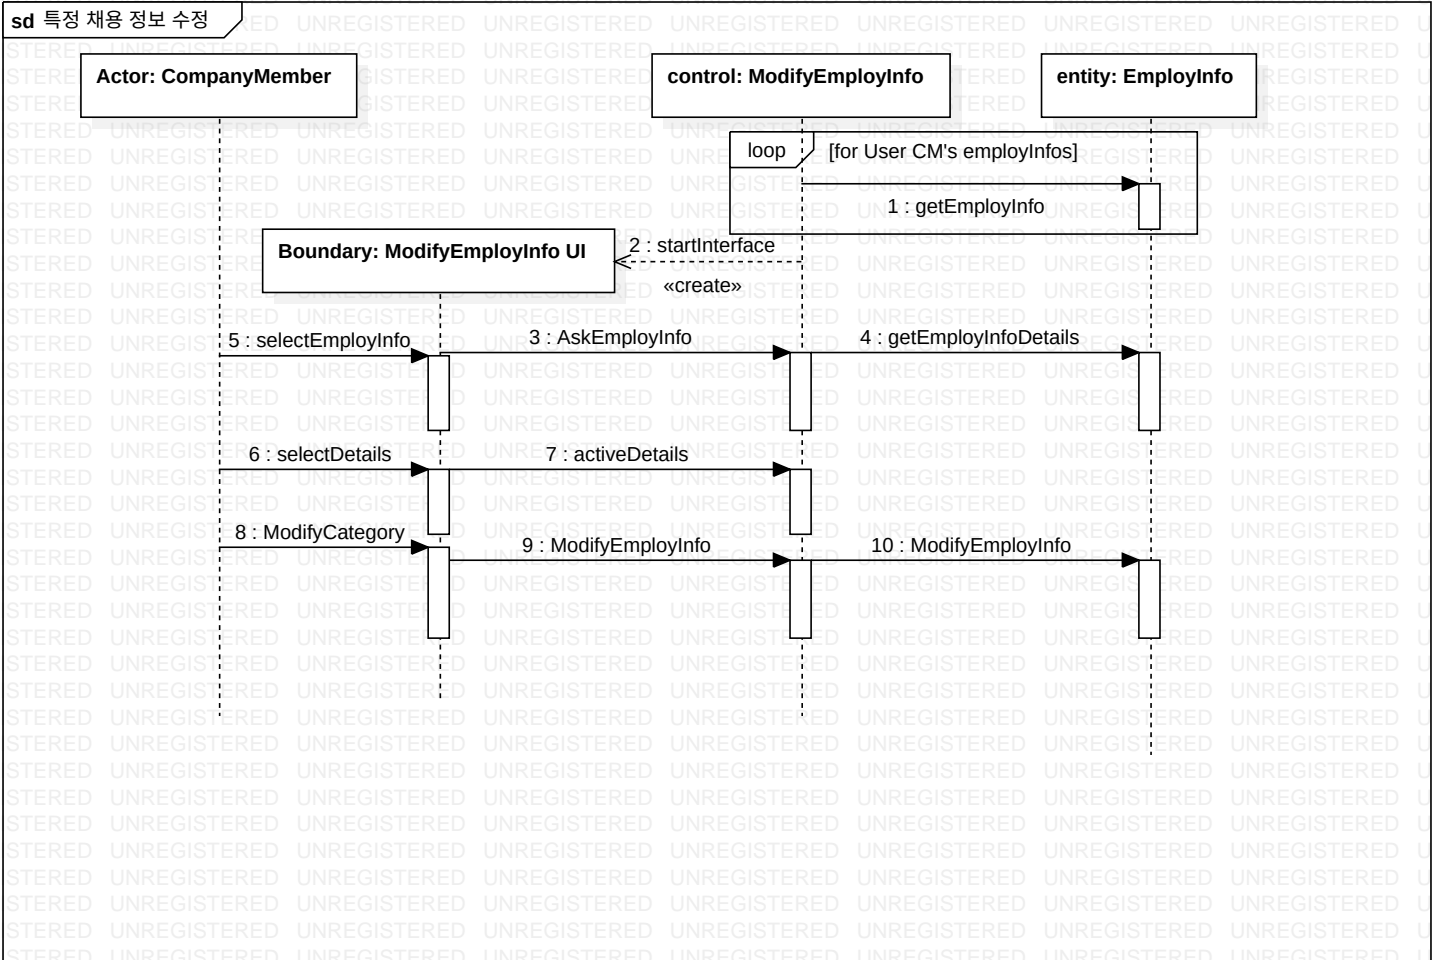 sd 특정 채용 정보 수정
Actor: CompanyMember
control: ModifyEmployInfo
entity: EmployInfo
loop
[for User CM's employInfos]
1 : getEmployInfo
Boundary: ModifyEmployInfo UI
2 : startInterface
«create»
5 : selectEmployInfo
3 : AskEmployInfo
4 : getEmployInfoDetails
6 : selectDetails
7 : activeDetails
8 : ModifyCategory
9 : ModifyEmployInfo
10 : ModifyEmployInfo
UNREGISTERED